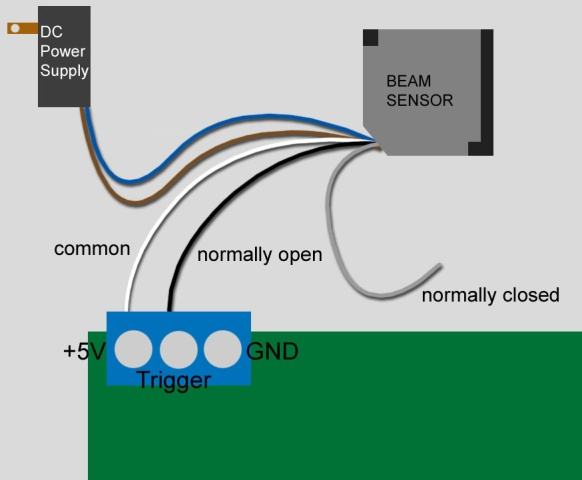 DC
Power
Supply
BEAM
SENSOR
common
normally open
normally closed
+5V
GND
Trigger